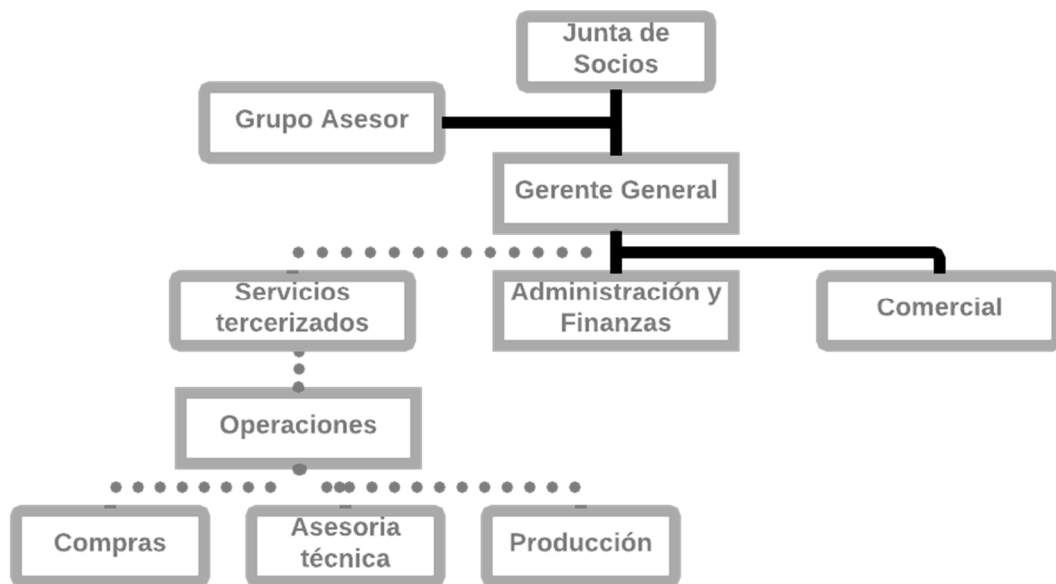 Junta de
Socios
Grupo Asesor
Gerente General
Servicios
tercerizados
Administración y
Finanzas
Comercial
Operaciones
Compras
Asesoria
técnica
Producción